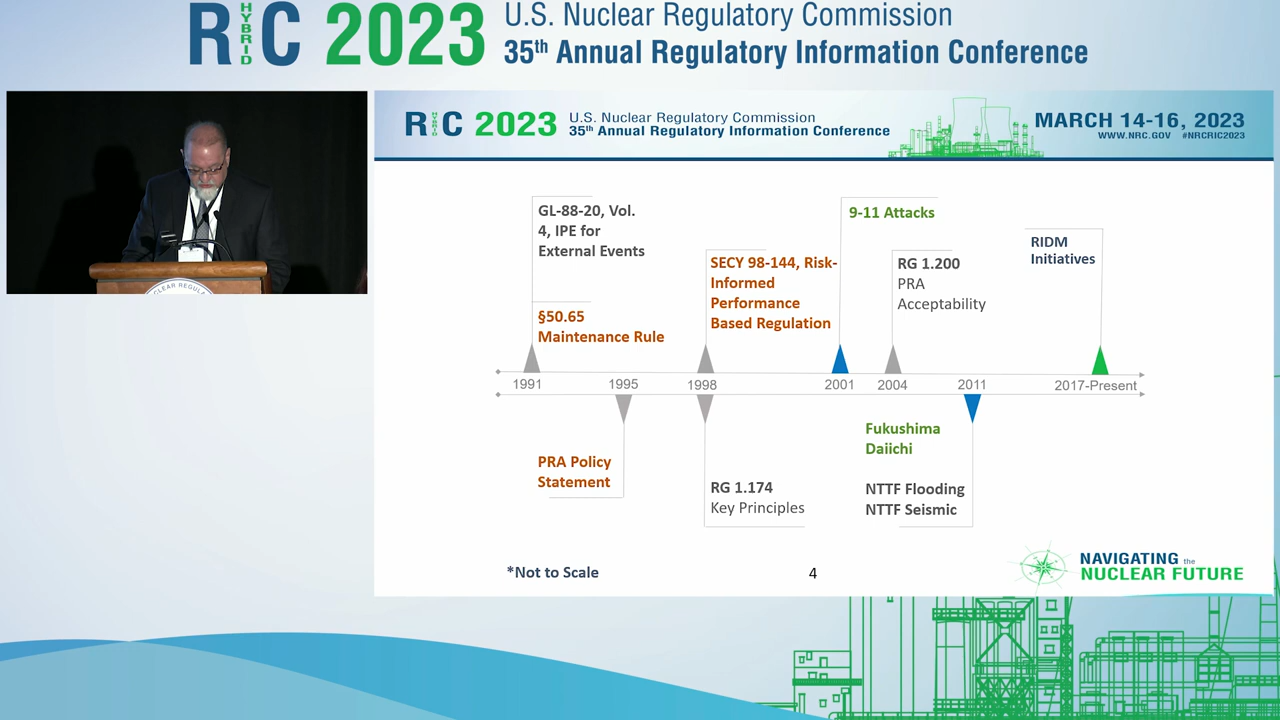 RIC 2023
HYBRID
U.S. Nuclear Regulatory Commission
35th Annual Regulatory Information Conference
RIC 2023
HYBRID
U.S. Nuclear Regulatory Commission
35th Annual Regulatory Information Conference
MARCH 14-16, 2023
WWW.NRC.GOV #NRCRIC2023
GL-88-20, Vol.
4, IPE for
External Events
§50.65
Maintenance Rule
SECY 98-144, Risk-
Informed
Performance
Based Regulation
9-11 Attacks
RG 1.200
PRA
Acceptability
RIDM
Initiatives
1991 1995 1998 2001 2004 2011 2017-Present
PRA Policy
Statement
RG 1.174
Key Principles
Fukushima
Daiichi
NTTF Flooding
NTTF Seismic
*Not to Scale
4
NAVIGATING the
NUCLEAR FUTURE